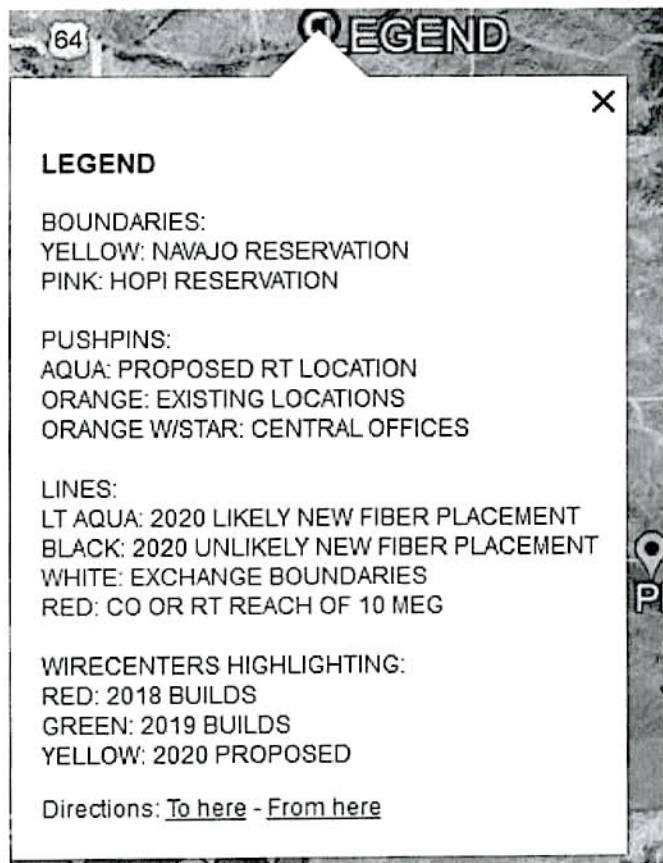 64
LEGEND
LEGEND
BOUNDARIES:
YELLOW: NAVAJO RESERVATION
PINK: HOPI RESERVATION
PUSHPINS:
AQUA: PROPOSED RT LOCATION
ORANGE: EXISTING LOCATIONS
ORANGE W/STAR: CENTRAL OFFICES
LINES:
LT AQUA: 2020 LIKELY NEW FIBER PLACEMENT
BLACK: 2020 UNLIKELY NEW FIBER PLACEMENT
WHITE: EXCHANGE BOUNDARIES
RED: CO OR RT REACH OF 10 MEG
P
WIRECENTERS HIGHLIGHTING:
RED: 2018 BUILDS
GREEN: 2019 BUILDS
YELLOW: 2020 PROPOSED
Directions: To here - From here